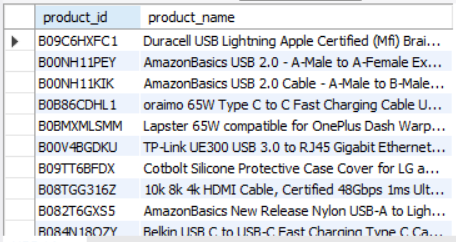 product_id product_name
B09C6HXFC1 Duracell USB Lightning Apple Certified (Mfi) Brai...
B00NH11PEY AmazonBasics USB 2.0 - A-Male to A-Female Ex...
B00NH11KIK AmazonBasics USB 2.0 Cable - A-Male to B-Male...
B0B86CDHL1 oraimo 65W Type C to C Fast Charging Cable U...
B0BMXMLSMM Lapster 65W compatible for OnePlus Dash Warp...
B00V4BGDKU TP-Link UE300 USB 3.0 to RJ45 Gigabit Ethernet...
B09TT6BFDX Cotbolt Silicone Protective Case Cover for LG a...
B08TGG316Z 10k 8k 4k HDMI Cable, Certified 48Gbps 1ms Ult...
B082T6GXS5 AmazonBasics New Release Nylon USB-A to Ligh...
B084N18QZY Belkin USB C to USB-C Fast Charging Type C Ca...